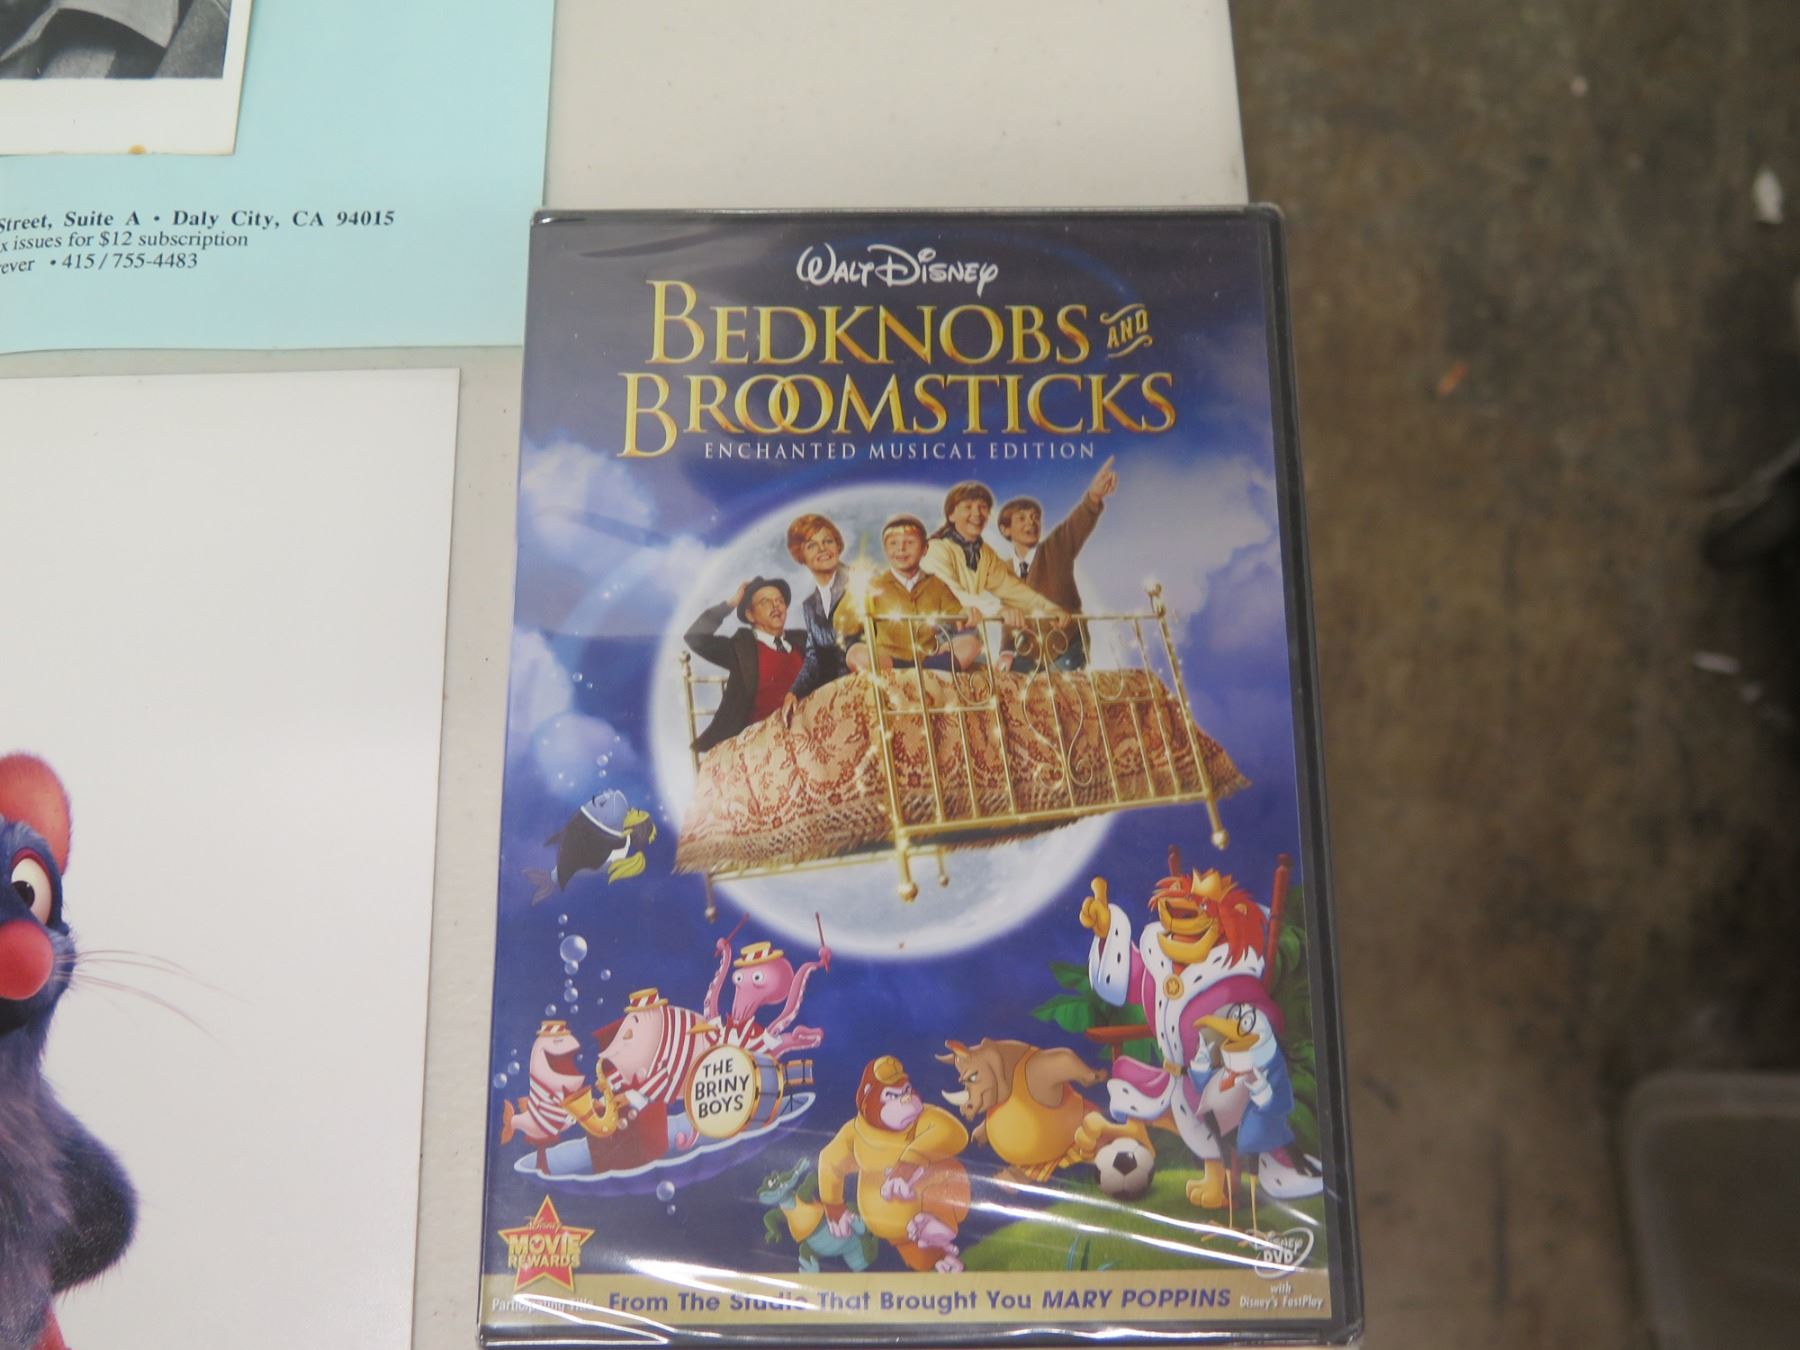 Street, Suite A • Daly City, CA 94015
x issues for $12 subscription
ever • 415/755-4483
WALT DISNEY
BEDKNOBS AND
BROOMSTICKS
ENCHANTED MUSICAL EDITION
THE
BRINY
BOYS
DISNEY
MOVIE
REWARDS
Participating Title
From The Studio That Brought You MARY POPPINS
DISNEY
DVD
with
Disney's FastPlay